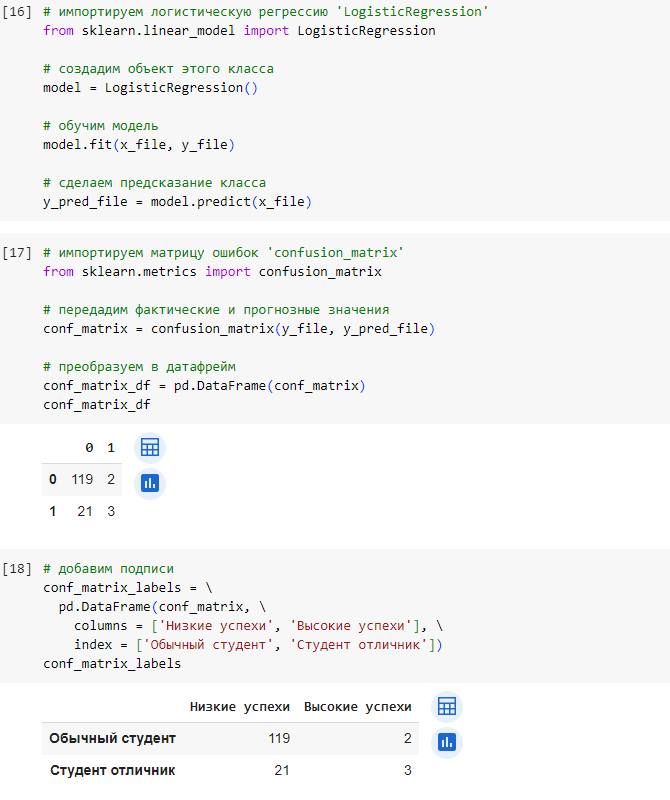 [16] # импортируем логистическую регрессию 'LogisticRegression'
from sklearn.linear_model import LogisticRegression
# создадим объект этого класса
model = LogisticRegression()
# обучим модель
model.fit(x_file, y_file)
# сделаем предсказание класса
y_pred_file = model.predict(x_file)
[17] # импортируем матрицу ошибок 'confusion_matrix'
from sklearn.metrics import confusion_matrix
# передадим фактические и прогнозные значения
conf_matrix = confusion_matrix(y_file, y_pred_file)
# преобразуем в датафрейм
conf_matrix_df = pd.DataFrame(conf_matrix)
conf_matrix_df
0 1
0 119 2
1 21 3
[18] # добавим подписи
conf_matrix_labels = \
pd.DataFrame(conf_matrix, \
columns = ['Низкие успехи', 'Высокие успехи'], \
index = ['Обычный студент', 'Студент отличник'])
conf_matrix_labels
Низкие успехи Высокие успехи
Обычный студент 119 2
Студент отличник 21 3